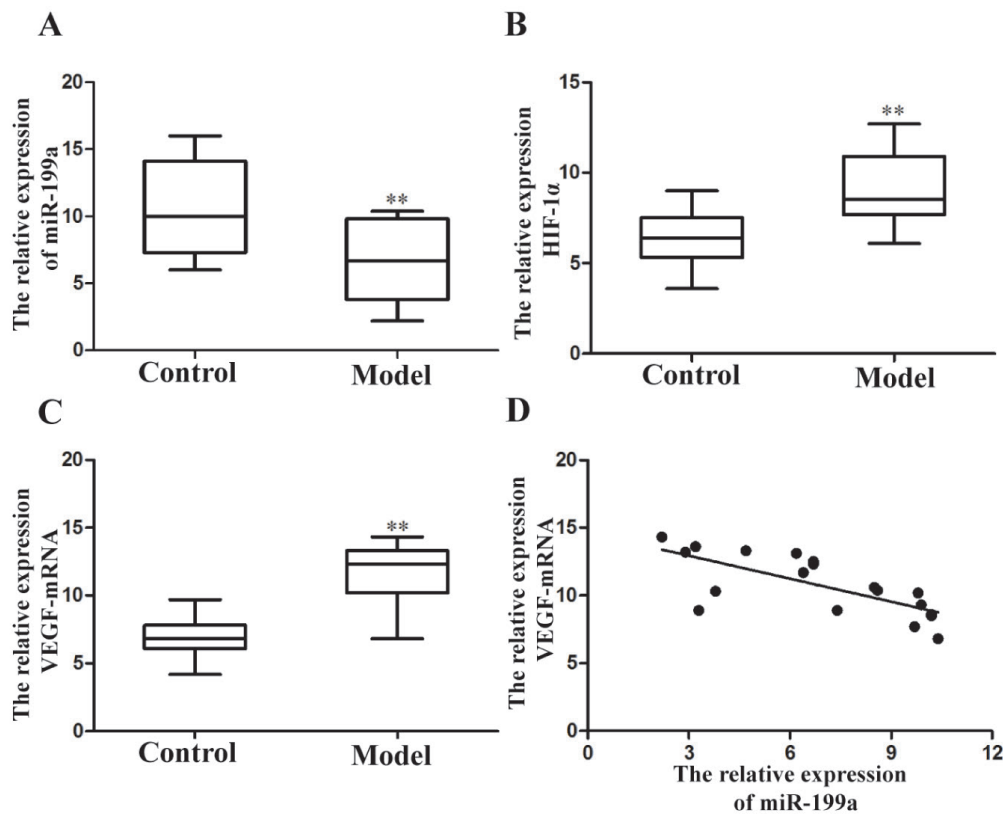 A
The relative expression
of miR-199a
20
15
10
5
0
**
Control
Model
B
The relative expression
HIF-1α
15
10
5
0
**
Control
Model
C
The relative expression
VEGF-mRNA
20
15
10
5
0
**
Control
Model
D
The relative expression
VEGF-mRNA
20
15
10
5
0
0
3
6
9
12
The relative expression
of miR-199a